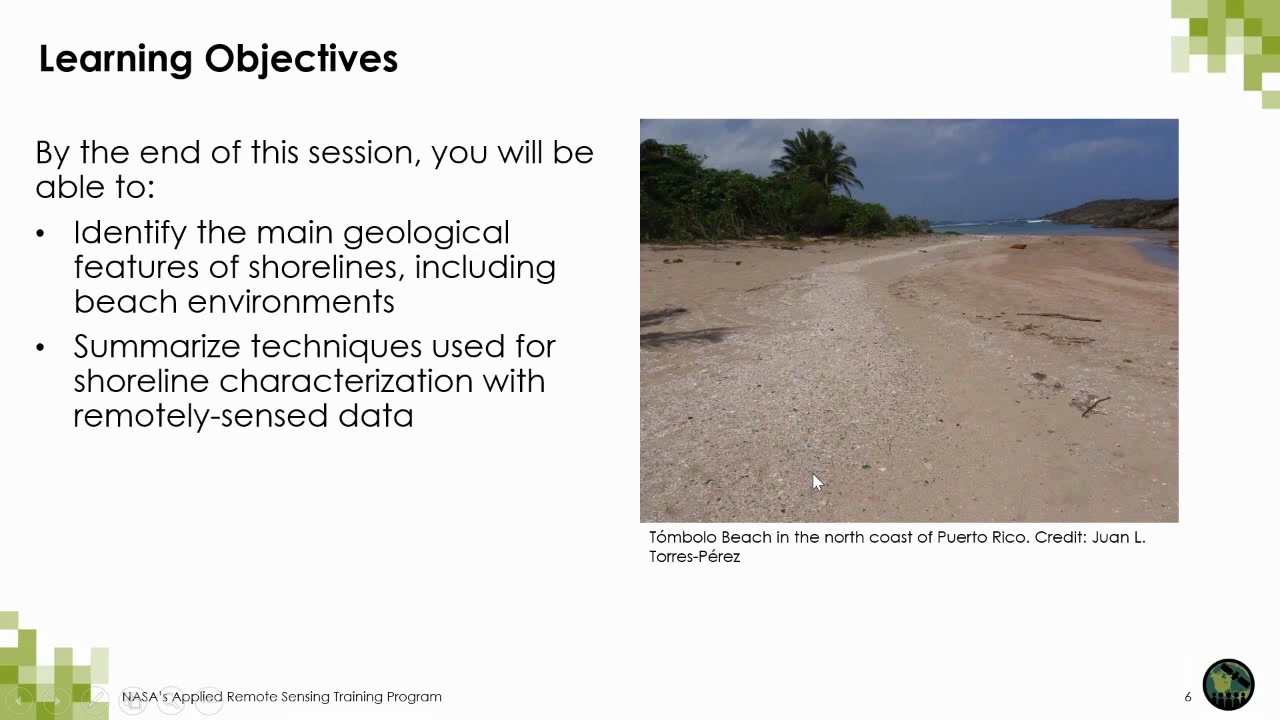 Learning Objectives
By the end of this session, you will be
able to:
• Identify the main geological
features of shorelines, including
beach environments
• Summarize techniques used for
shoreline characterization with
remotely-sensed data
Tómbolo Beach in the north coast of Puerto Rico. Credit: Juan L.
Torres-Pérez
NASA's Applied Remote Sensing Training Program
6